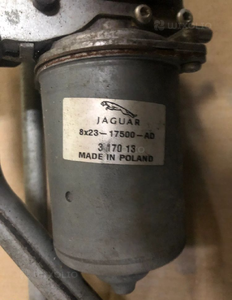 JAGUAR
8x23-17500-AD
3 170 13
MADE IN POLAND